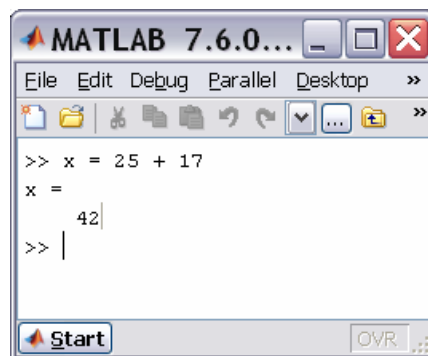 MATLAB 7.6.0...
File Edit Debug Parallel Desktop »
... »
>> x = 25 + 17
x =
42
>>
Start OVR